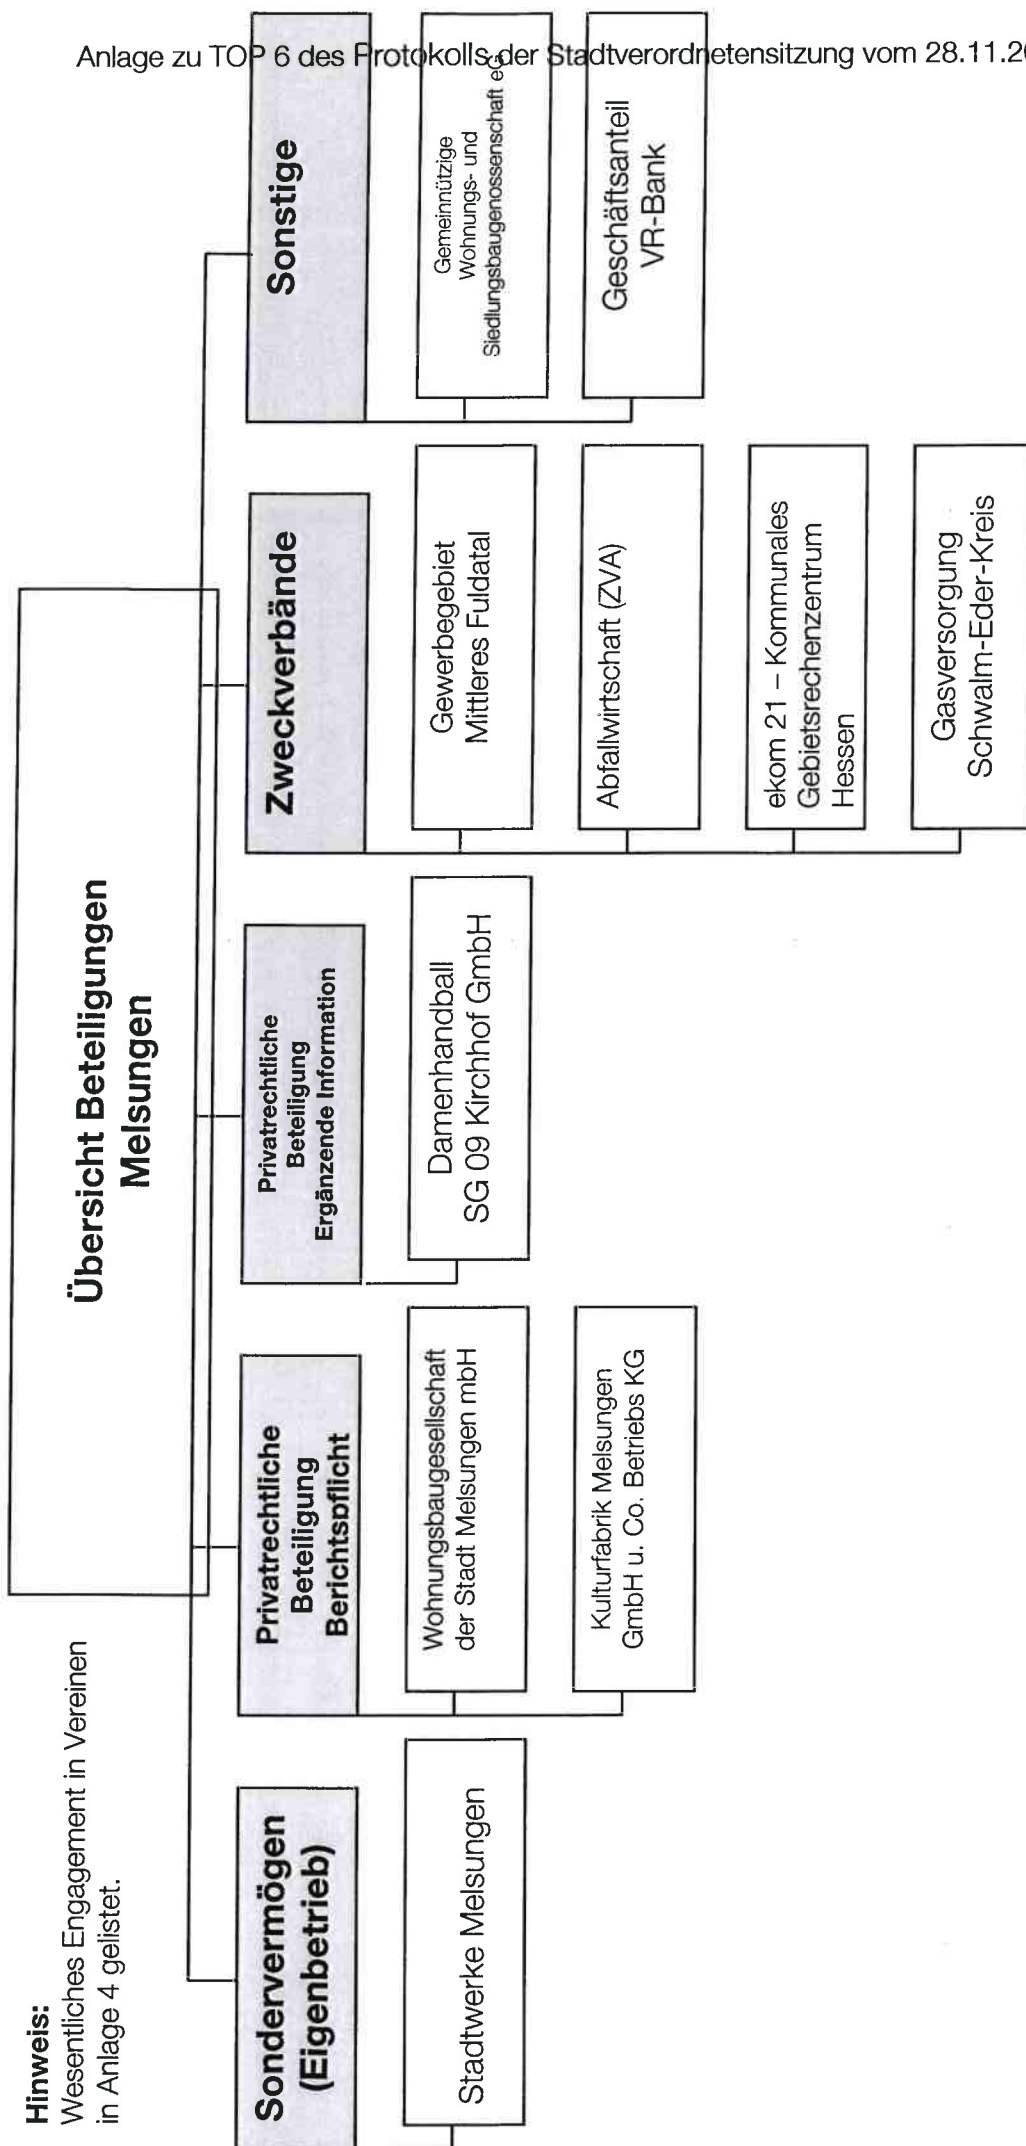 Anlage zu TOP 6 des Protokolls der Stadtverordnetensitzung vom 28.11.20
Hinweis:
Wesentliches Engagement in Vereinen
in Anlage 4 gelistet.
Übersicht Beteiligungen
Melsungen
Sondervermögen
(Eigenbetrieb)
Stadtwerke Melsungen
Privatrechtliche
Beteiligung
Berichtspflicht
Wohnungsbaugesellschaft
der Stadt Melsungen mbH
Kulturfabrik Melsungen
GmbH u. Co. Betriebs KG
Privatrechtliche
Beteiligung
Ergänzende Information
Damenhandball
SG 09 Kirchhof GmbH
Zweckverbände
Gewerbegebiet
Mittleres Fuldatal
Abfallwirtschaft (ZVA)
ekom 21 – Kommunales
Gebietsrechenzentrum
Hessen
Gasversorgung
Schwalm-Eder-Kreis
Sonstige
Gemeinnützige
Wohnungs- und
Siedlungsbaugenossenschaft eG
Geschäftsanteil
VR-Bank